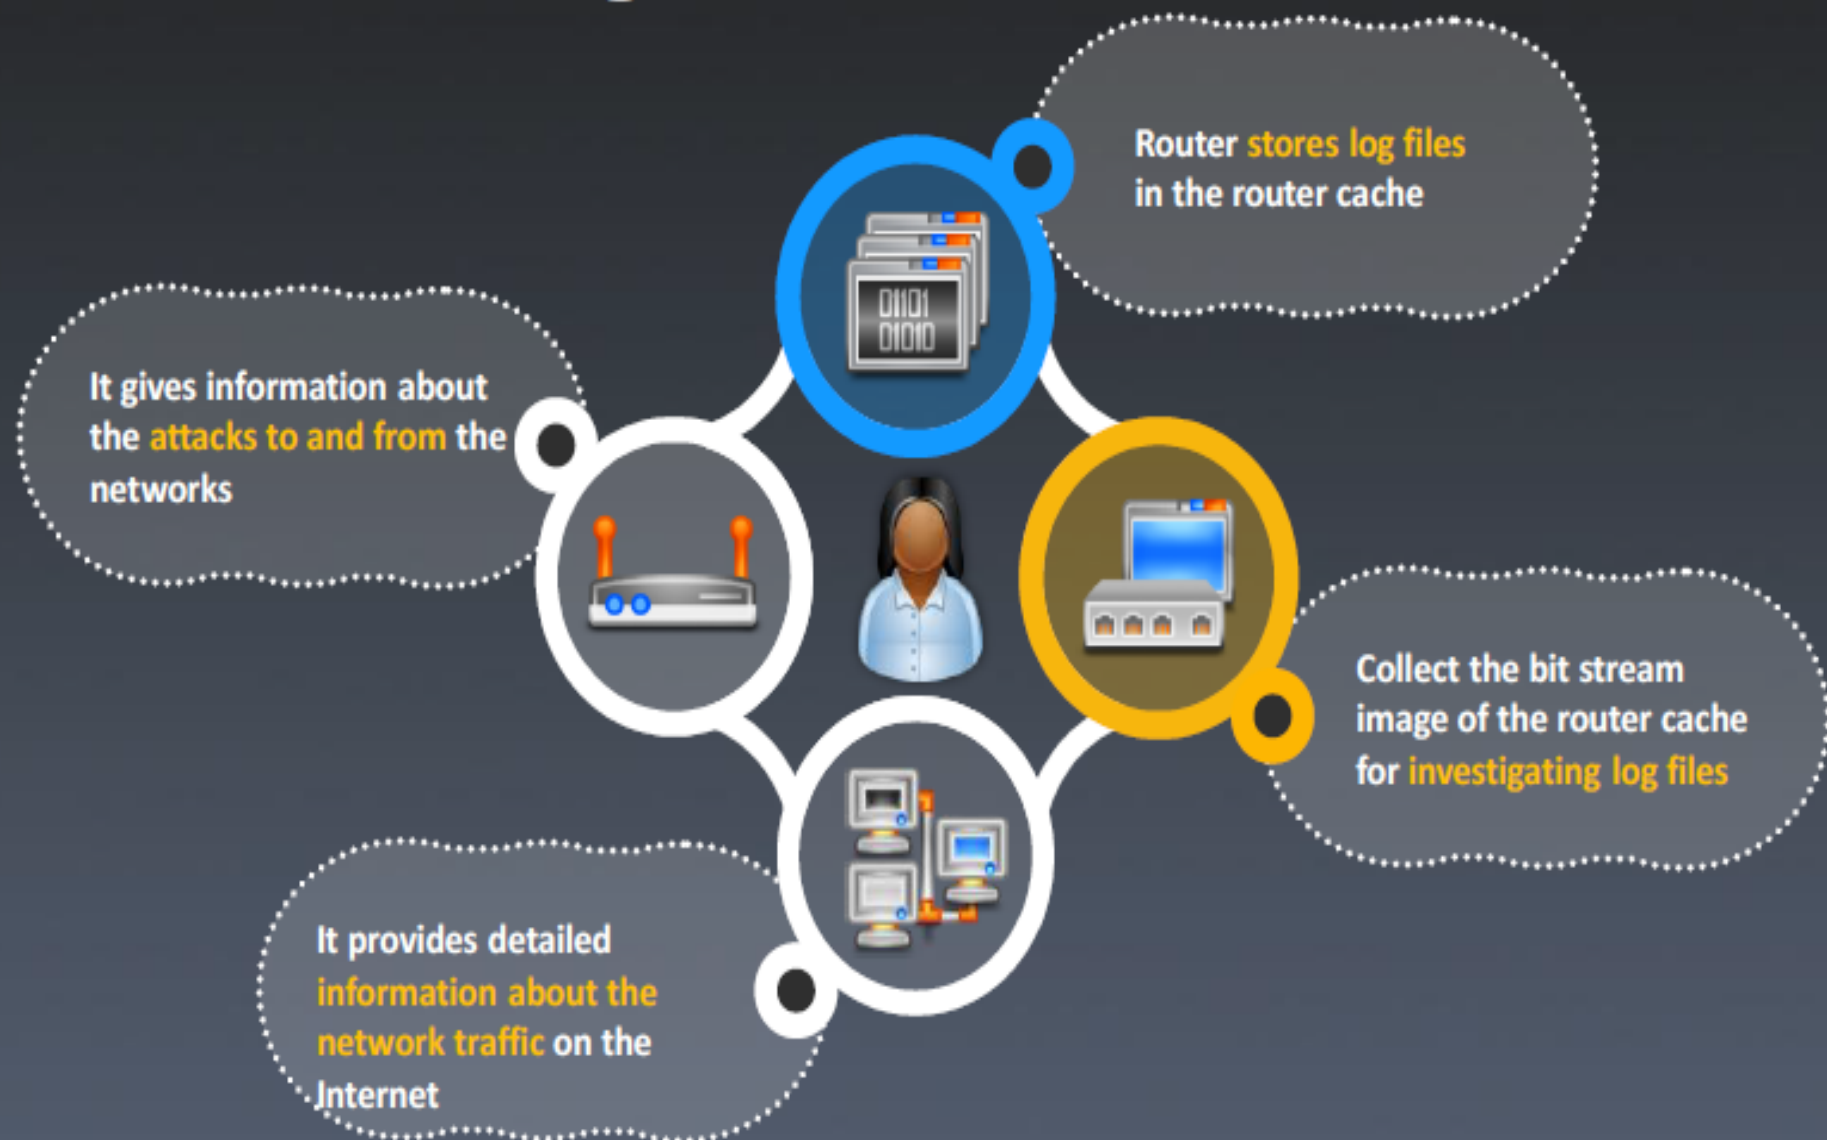 Router stores log files
in the router cache
It gives information about
the attacks to and from the
networks
01101
01010
Collect the bit stream
image of the router cache
for investigating log files
It provides detailed
information about the
network traffic on the
Internet